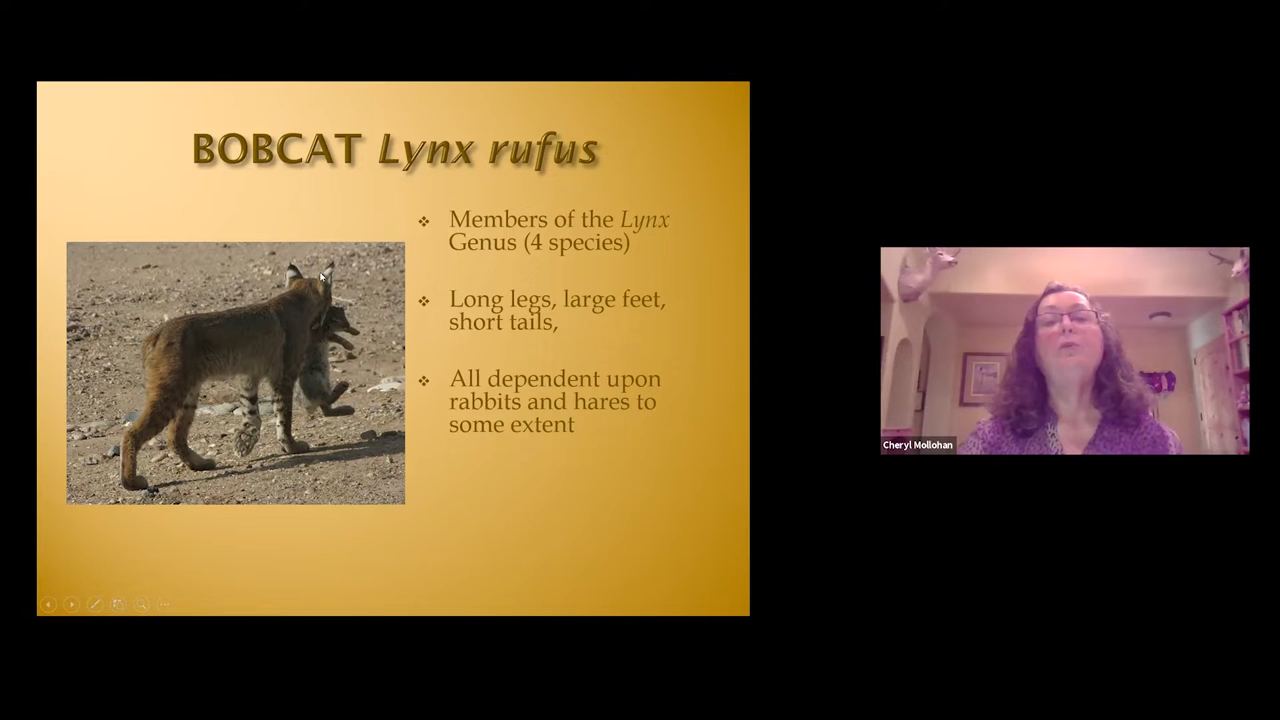 BOBCAT Lynx rufus
Members of the Lynx
Genus (4 species)
Long legs, large feet,
short tails,
All dependent upon
rabbits and hares to
some extent
Cheryl Mollohan